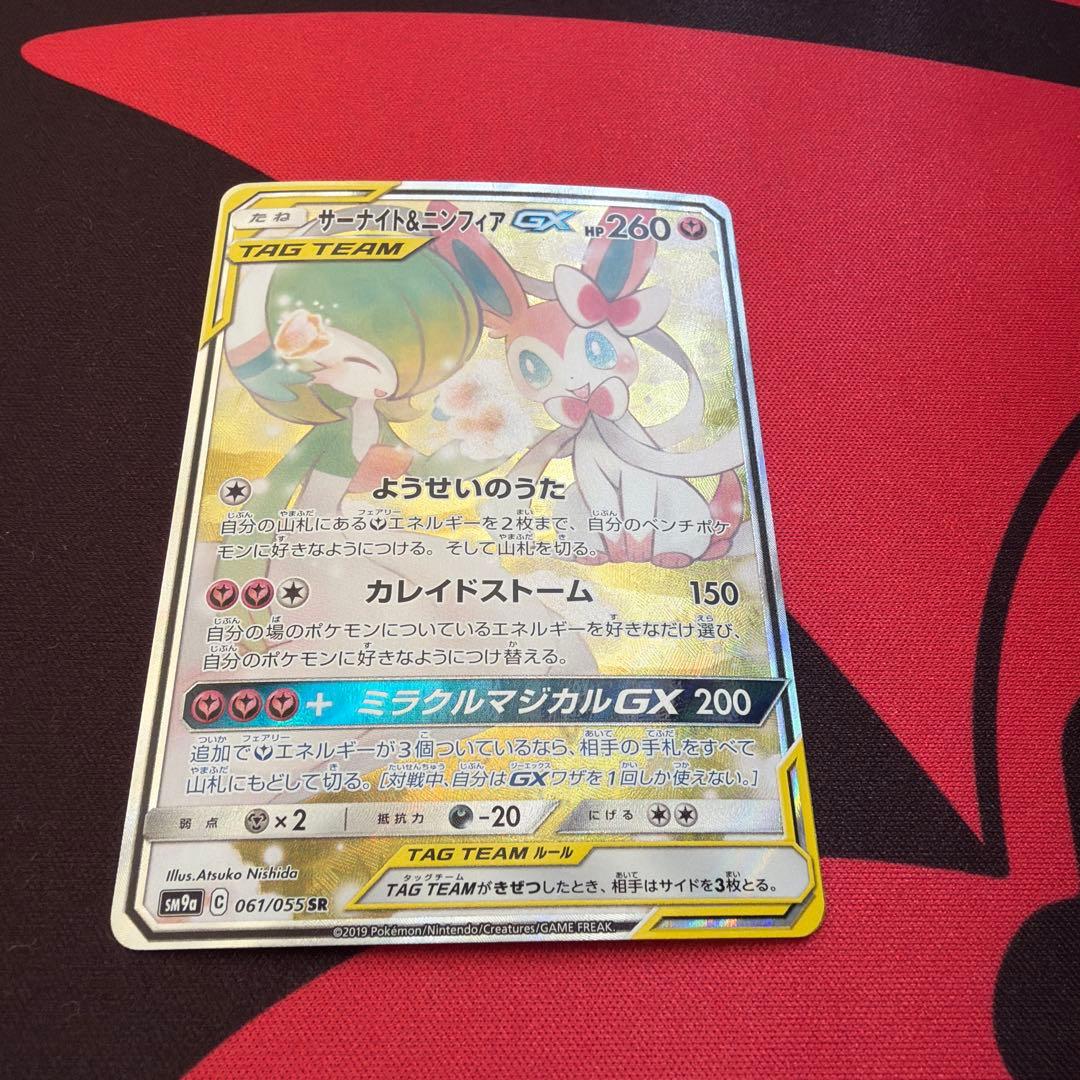 たね サーナイト&ニンフィア GX HP 260
TAG TEAM
ようせいのうた
自分の山札にあるエネルギーを2枚まで、自分のベンチポケ
モンに好きなようにつける。そして山札を切る。
カレイドストーム 150
自分の場のポケモンについているエネルギーを好きなだけ選び、
自分のポケモンに好きなようにつけ替える。
+ ミラクルマジカルGX 200
追加でエネルギーが3個ついているなら、相手の手札をすべて
山札にもどして切る。[対戦中、自分はGXワザを1回しか使えない。]
弱点 ×2 抵抗力 -20 にげる
TAG TEAM ルール
TAG TEAMがきぜつしたとき、相手はサイドを3枚とる。
Illus.Atsuko Nishida
SM9a C 061/055 SR
©2019 Pokémon/Nintendo/Creatures/GAME FREAK.